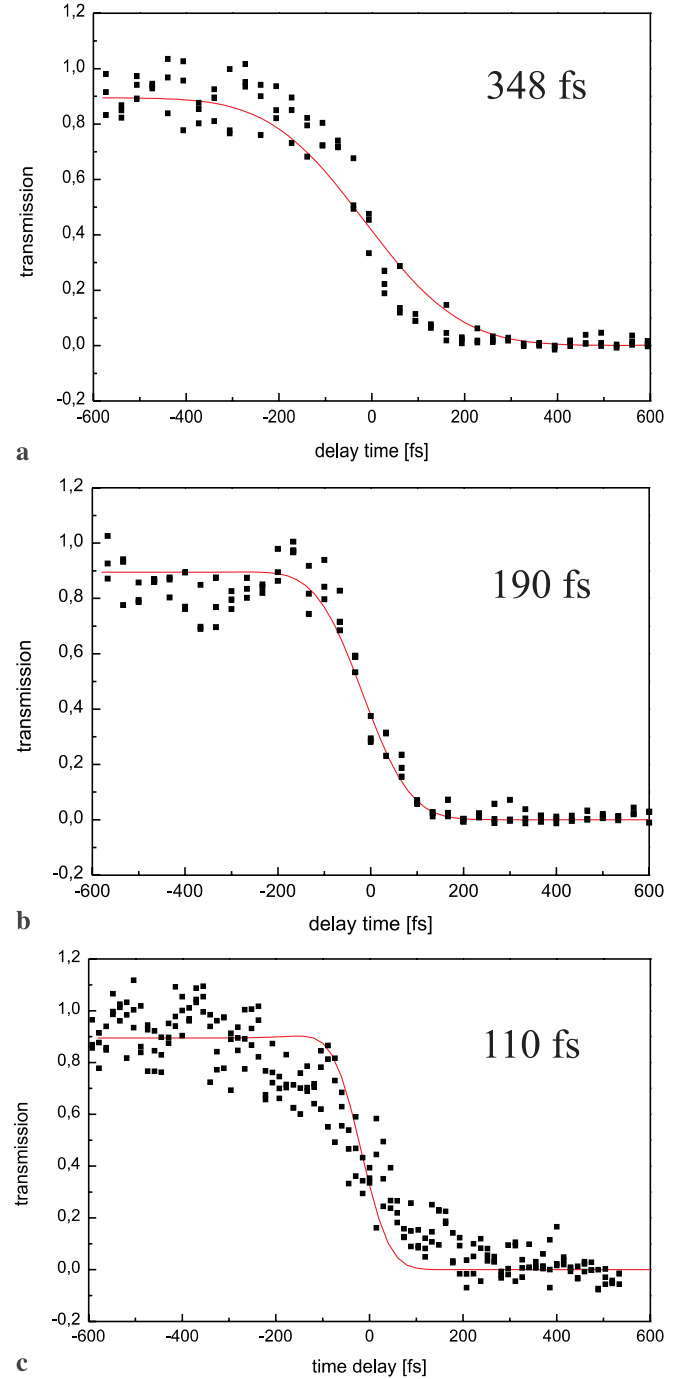 1,2
1,0
0,8
0,6
0,4
0,2
0,0
-0,2
transmission
348 fs
-600 -400 -200 0 200 400 600
delay time [fs]
a
1,2
1,0
0,8
0,6
0,4
0,2
0,0
-0,2
transmission
190 fs
-600 -400 -200 0 200 400 600
delay time [fs]
b
1,2
1,0
0,8
0,6
0,4
0,2
0,0
-0,2
transmission
110 fs
-600 -400 -200 0 200 400 600
time delay [fs]
c